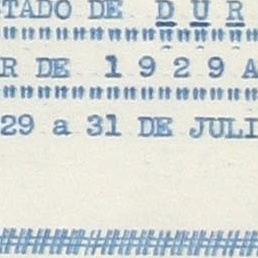 TADO DE D U R
R DE 1 9 2 9 A
29 a 31 DE JULI